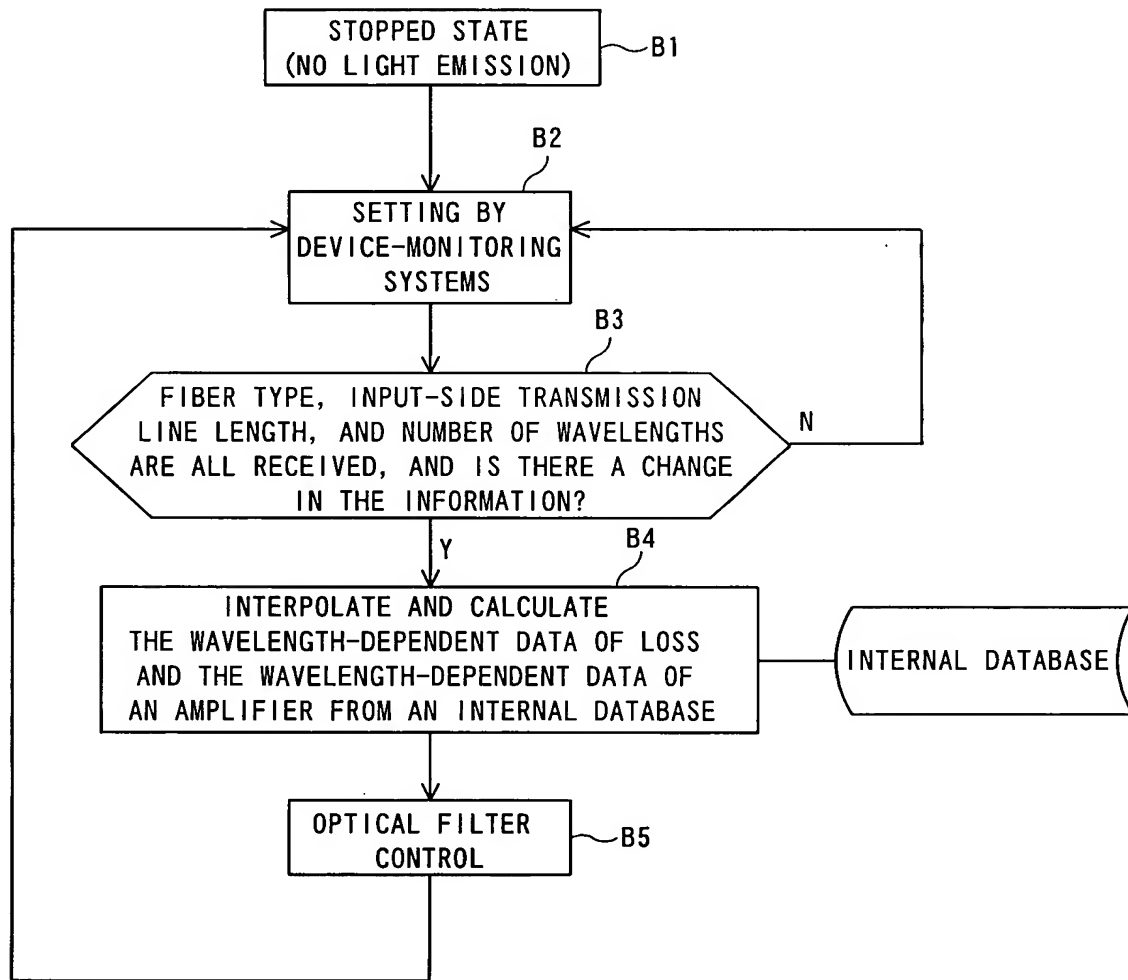 STOPPED STATE
(NO LIGHT EMISSION)
B1
B2
SETTING BY
DEVICE-MONITORING
SYSTEMS
B3
FIBER TYPE, INPUT-SIDE TRANSMISSION
LINE LENGTH, AND NUMBER OF WAVELENGTHS
ARE ALL RECEIVED, AND IS THERE A CHANGE
IN THE INFORMATION?
N
Y
B4
INTERPOLATE AND CALCULATE
THE WAVELENGTH-DEPENDENT DATA OF LOSS
AND THE WAVELENGTH-DEPENDENT DATA OF
AN AMPLIFIER FROM AN INTERNAL DATABASE
INTERNAL DATABASE
OPTICAL FILTER
CONTROL
B5